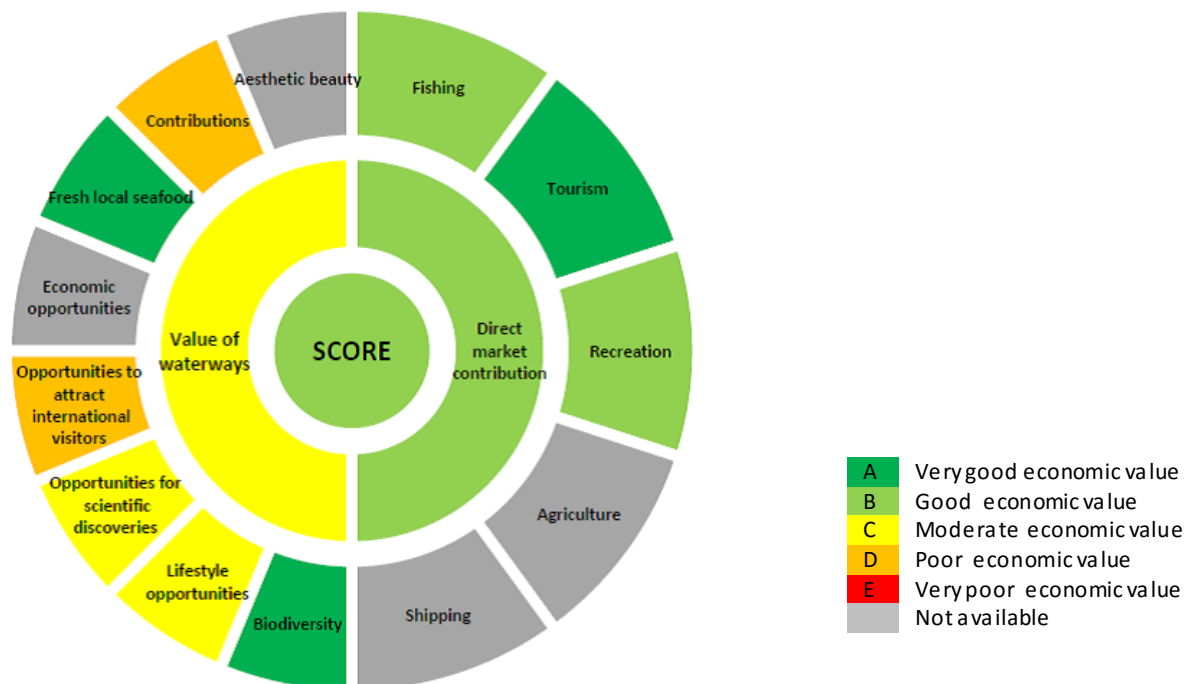 Aesthetic beauty
Fishing
Contributions
Tourism
Fresh local seafood
Economic
opportunities
Value of
waterways
SCORE
Direct
market
contribution
Recreation
Opportunities to
attract
international
visitors
Opportunities for
scientific
discoveries
Agriculture
Lifestyle
opportunities
Biodiversity
Shipping
A Very good economic value
B Good economic value
C Moderate economic value
D Poor economic value
E Very poor economic value
Not available